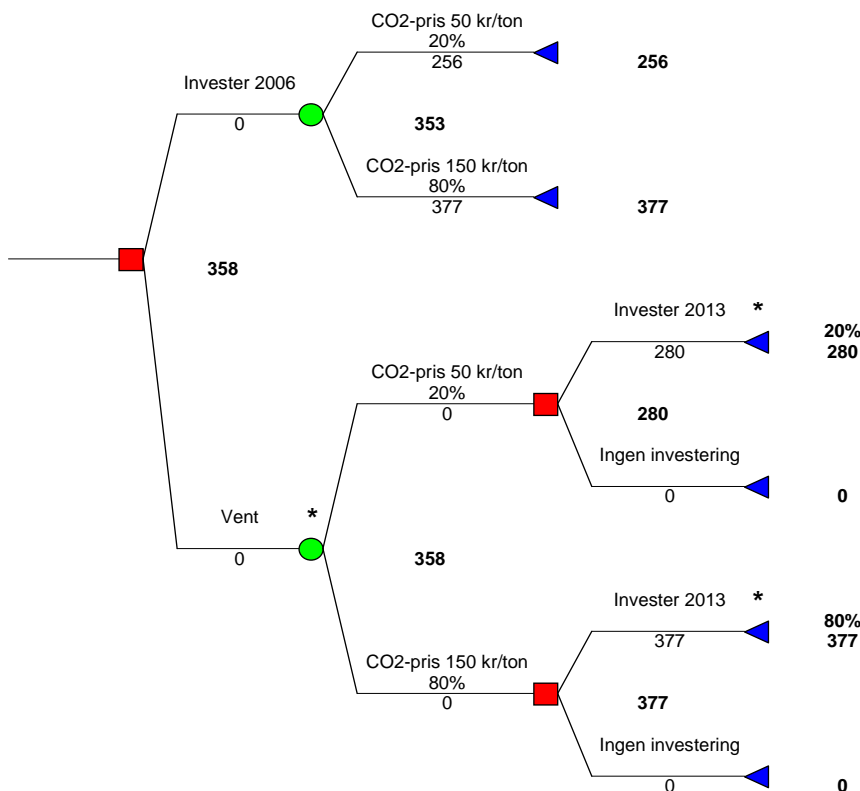 CO2-pris 50 kr/ton
20%
256
256
Invester 2006
0
353
CO2-pris 150 kr/ton
80%
377
377
358
Invester 2013 *
280
20%
280
CO2-pris 50 kr/ton
20%
0
280
Ingen investering
0
0
Vent *
0
358
Invester 2013 *
377
80%
377
CO2-pris 150 kr/ton
80%
0
377
Ingen investering
0
0